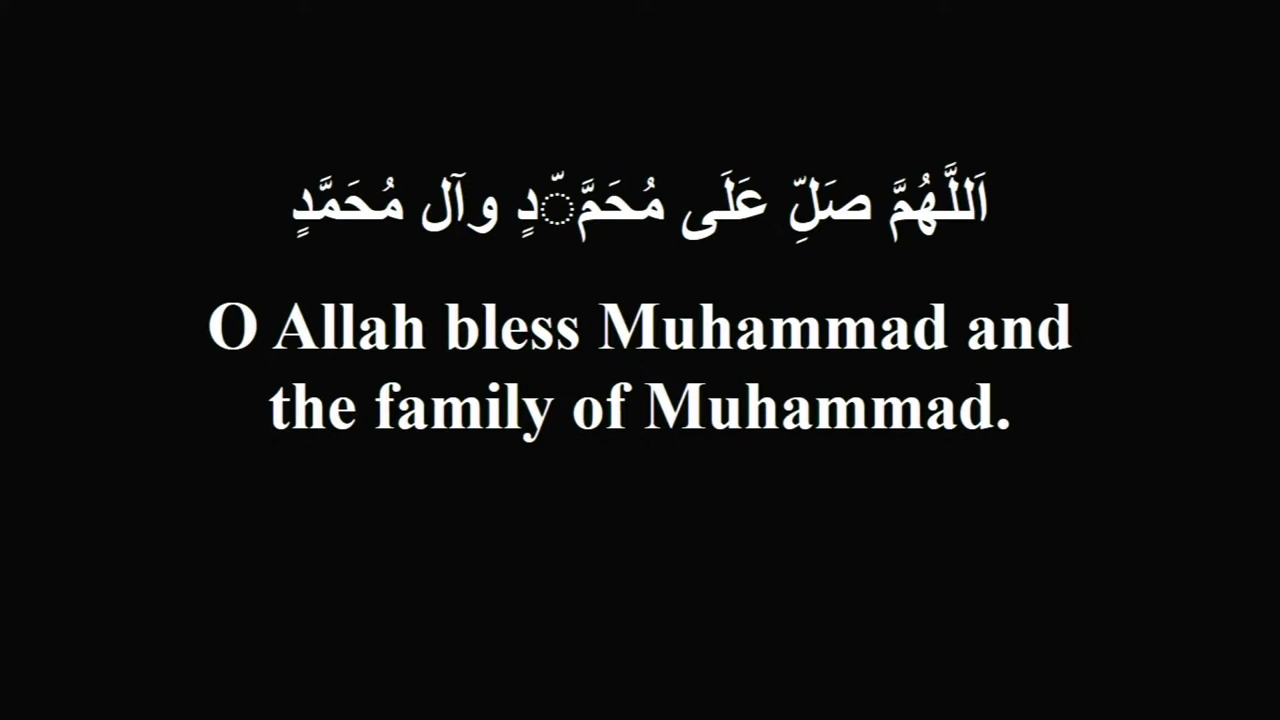 اَللَّهُمَّ صَلِّ عَلَى مُحَمَّ◌ّدٍ وآل مُحَمَّدٍ
O Allah bless Muhammad and
the family of Muhammad.